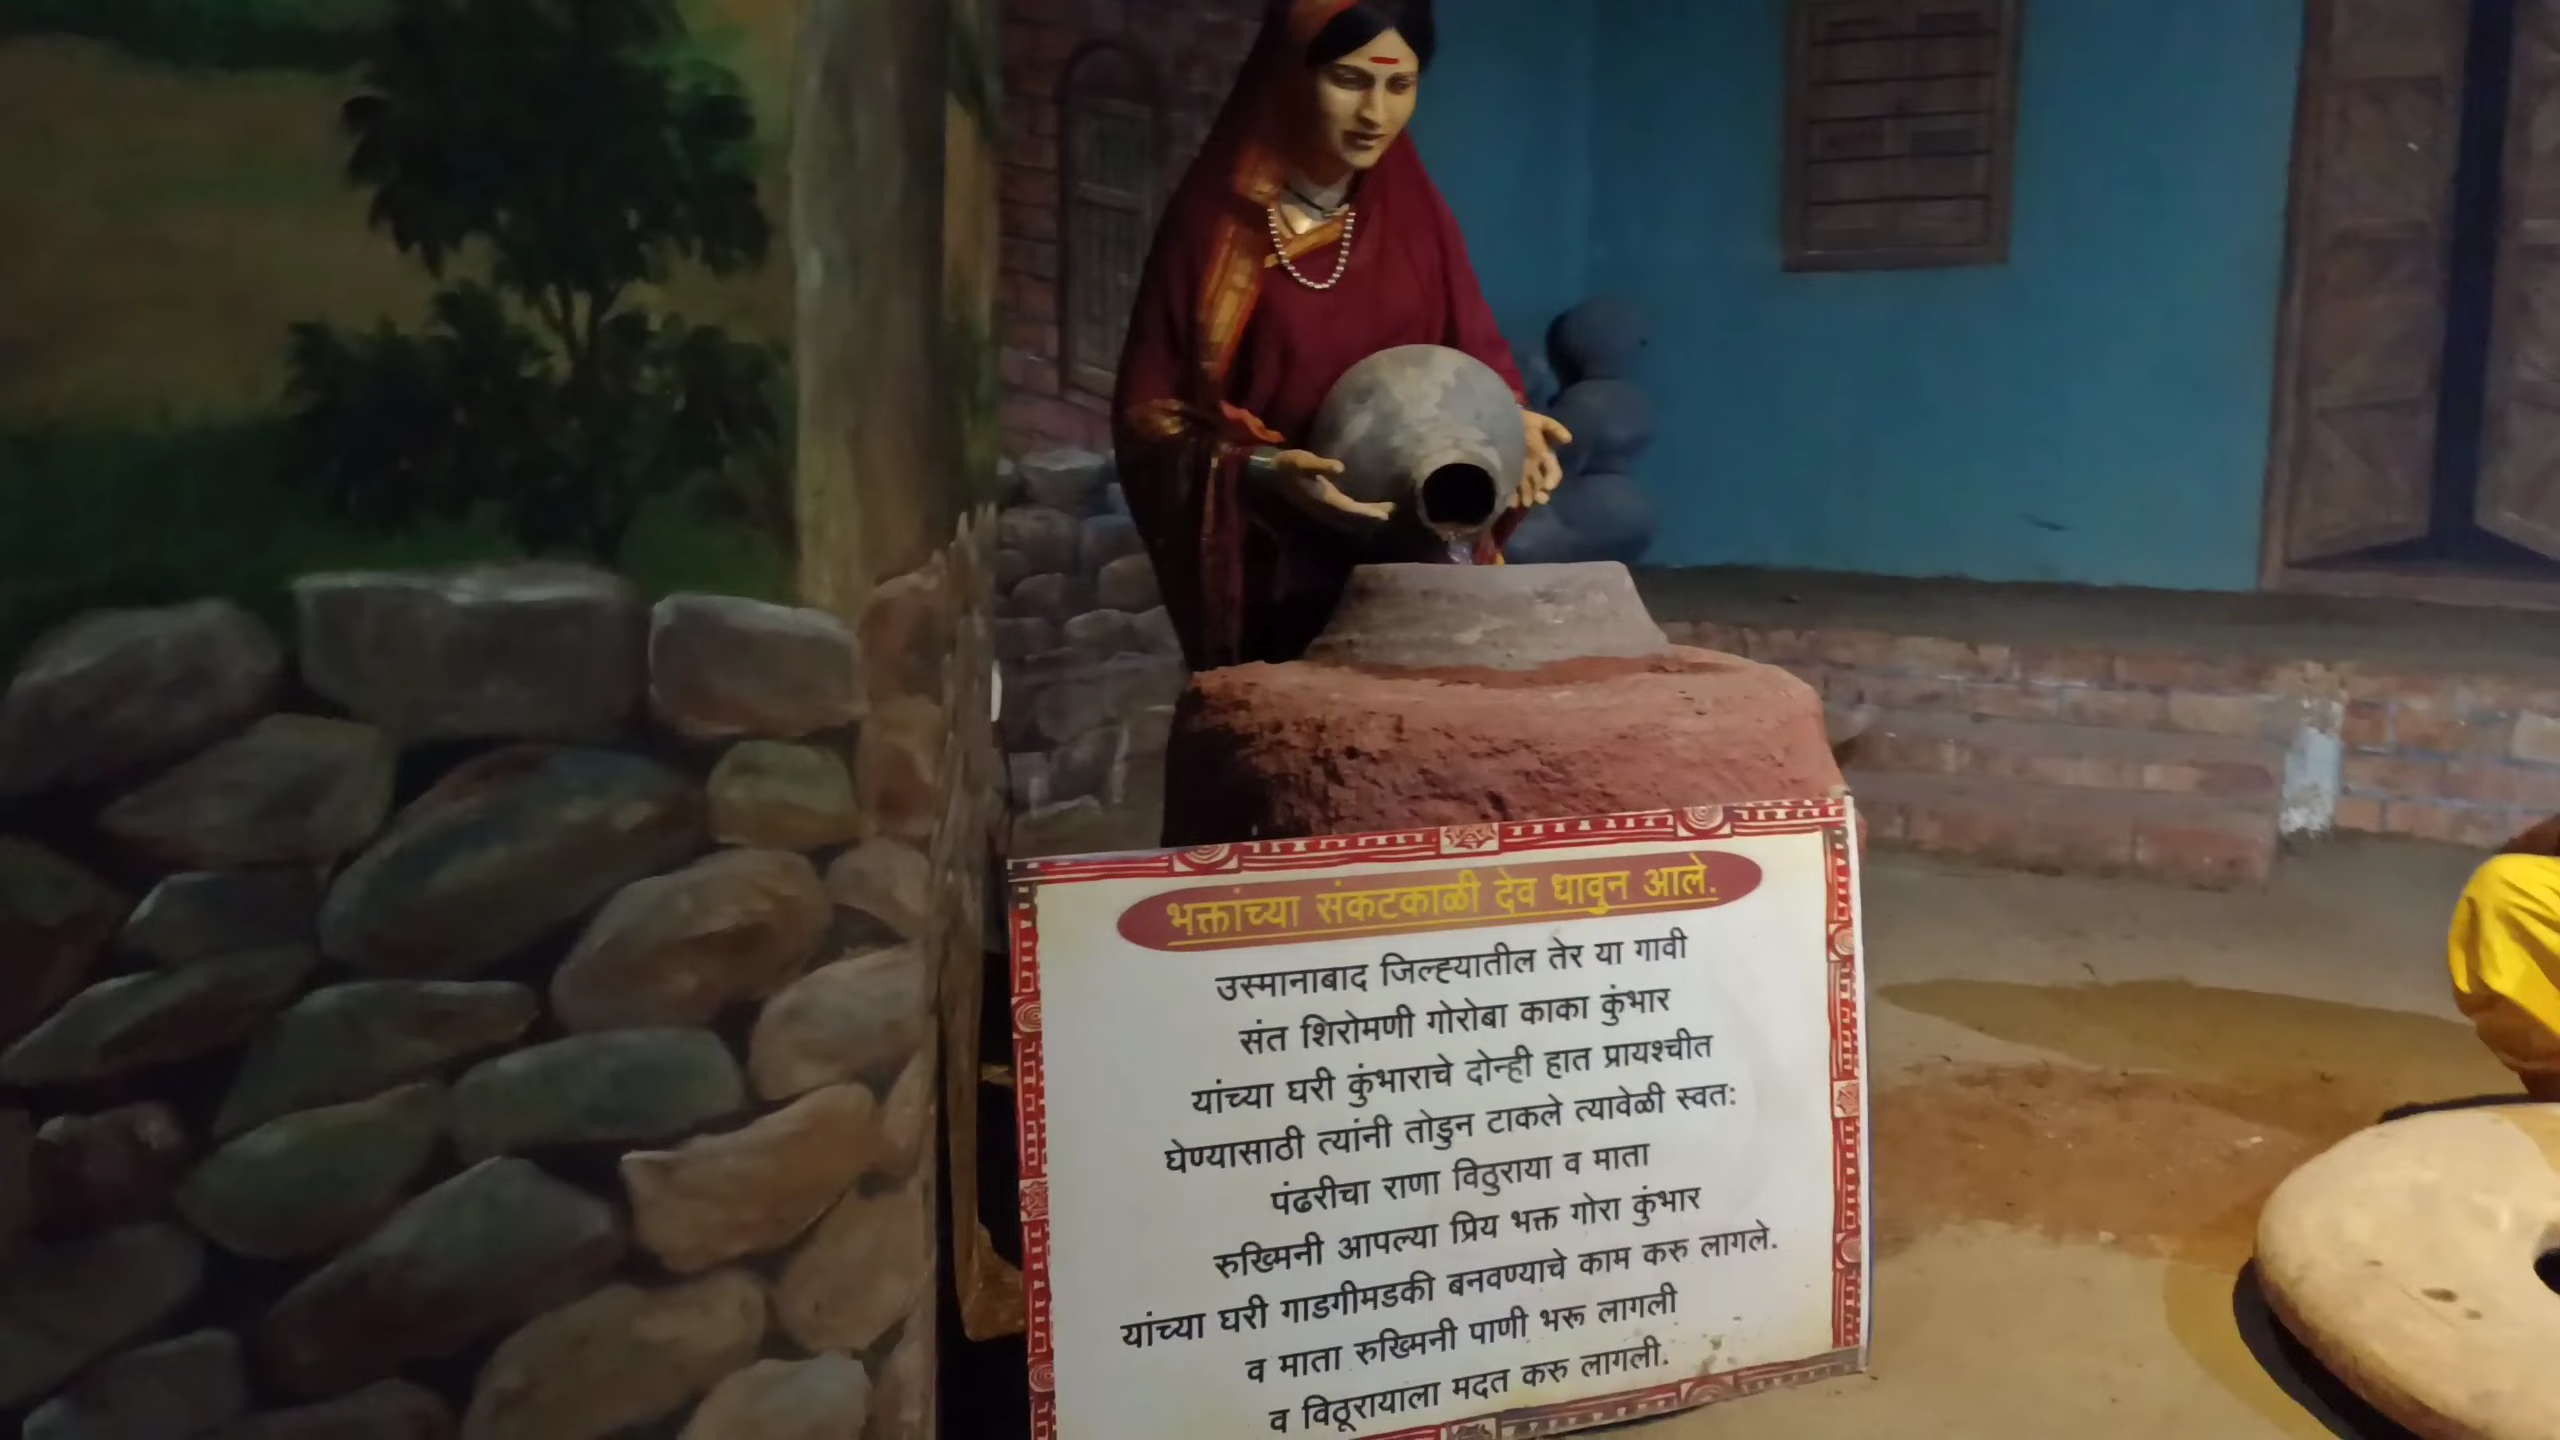 भक्तांच्या संकटकाळी देव धावुन आले.
उस्मानाबाद जिल्ह्यातील तेर या गावी
संत शिरोमणी गोरोबा काका कुंभार
यांच्या घरी कुंभाराचे दोन्ही हात प्रायश्चीत
घेण्यासाठी त्यांनी तोडुन टाकले त्यावेळी स्वतः
पंढरीचा राणा विठुराया व माता
रुख्मिनी आपल्या प्रिय भक्त गोरा कुंभार
यांच्या घरी गाडगीमडकी बनवण्याचे काम करु लागले.
व माता रुख्मिनी पाणी भरू लागली
व विठूरायाला मदत करु लागली.